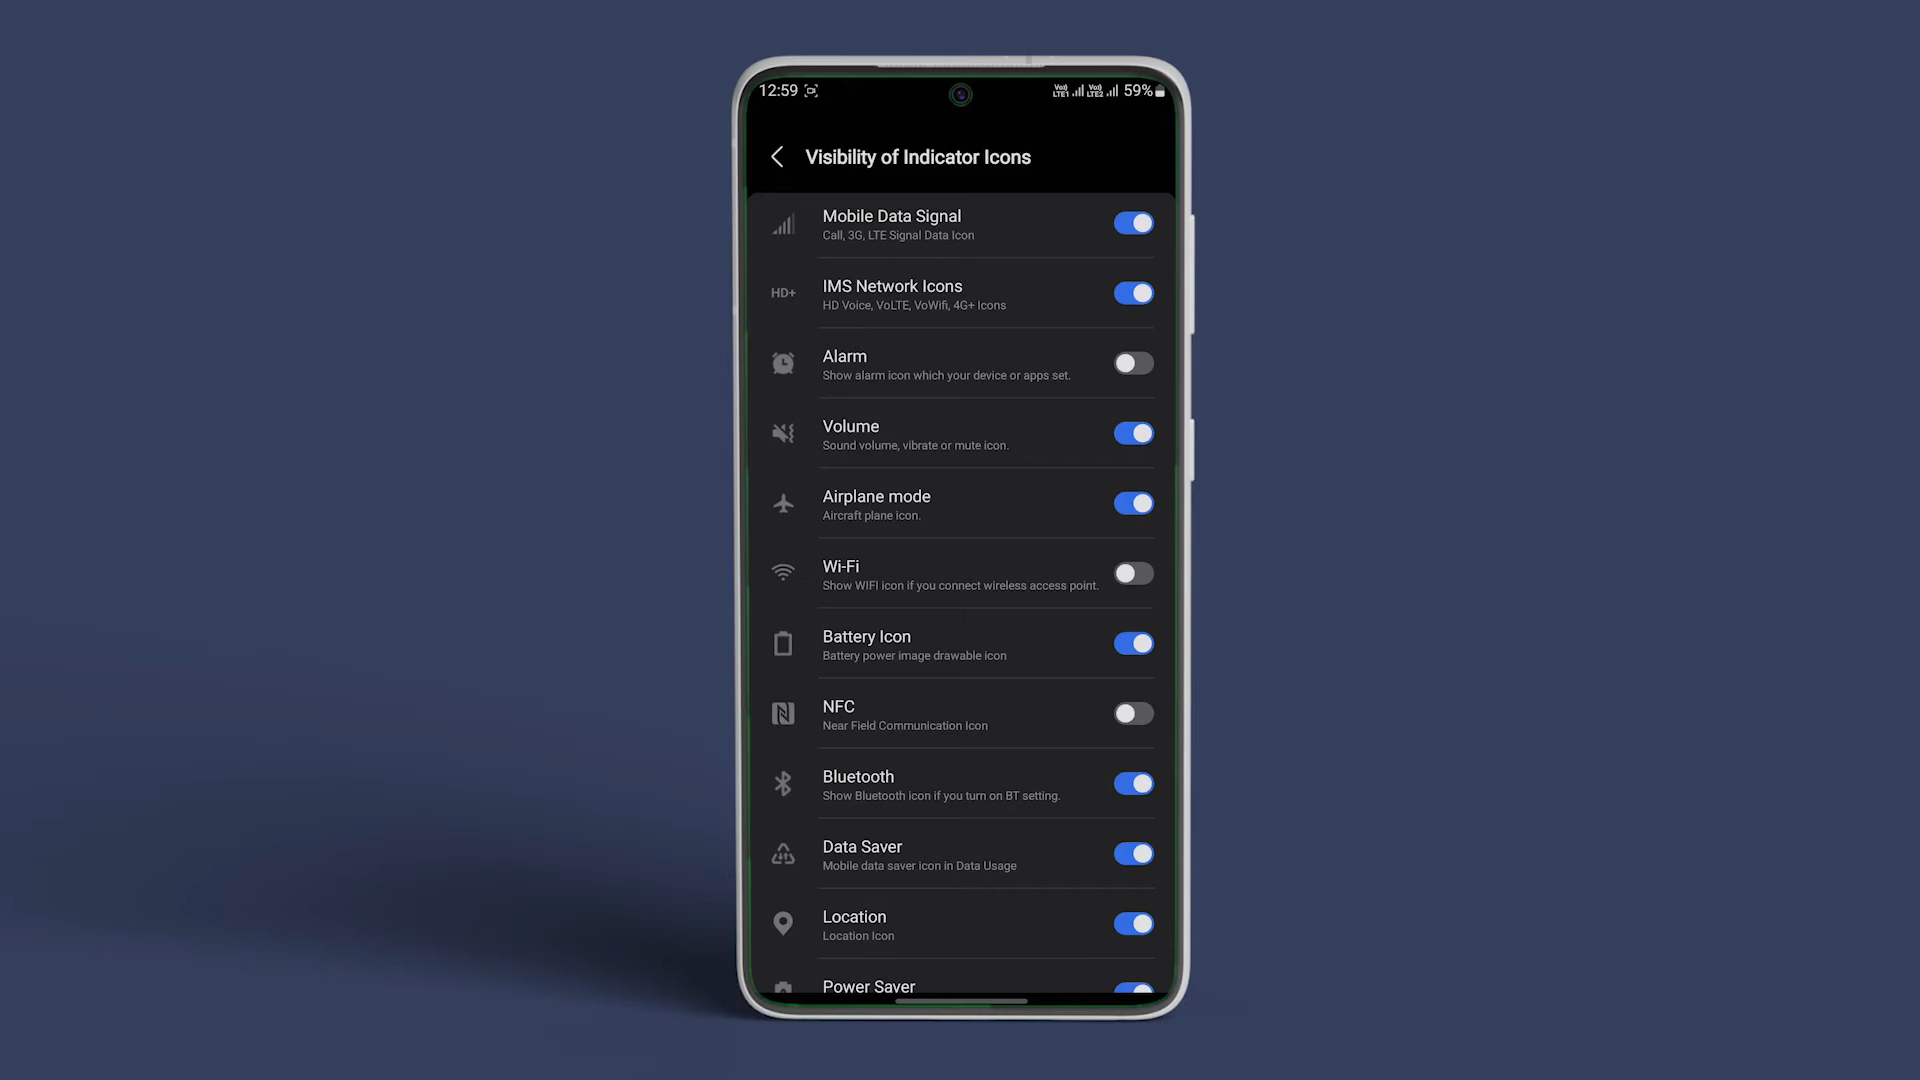 12:59 Vo) LTE1 Vo) LTE2 59%
Visibility of Indicator Icons
Mobile Data Signal
Call, 3G, LTE Signal Data Icon
HD+
IMS Network Icons
HD Voice, VoLTE, VoWifi, 4G+ Icons
Alarm
Show alarm icon which your device or apps set.
Volume
Sound volume, vibrate or mute icon.
Airplane mode
Aircraft plane icon.
Wi-Fi
Show WIFI icon if you connect wireless access point.
Battery Icon
Battery power image drawable icon
NFC
Near Field Communication Icon
Bluetooth
Show Bluetooth icon if you turn on BT setting.
Data Saver
Mobile data saver icon in Data Usage
Location
Location Icon
Power Saver